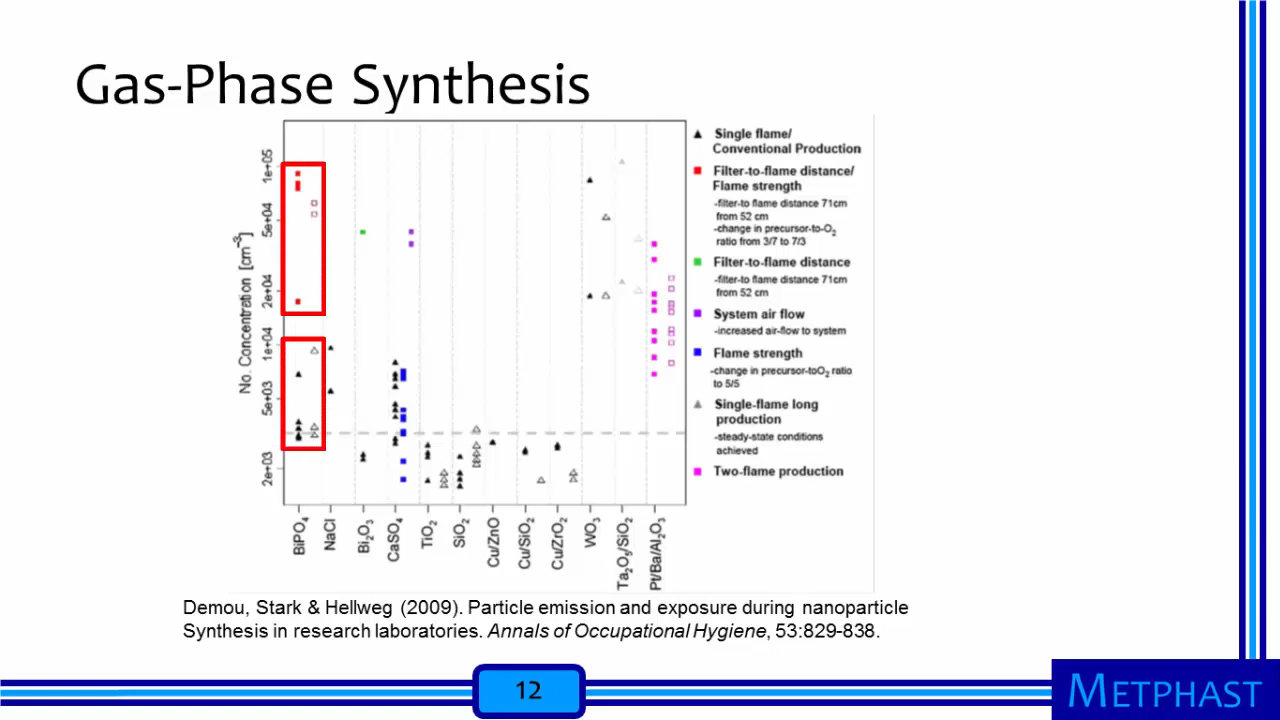 Gas-Phase Synthesis
No. Concentration [cm⁻³]
1e+05
5e+04
2e+04
1e+04
5e+03
2e+03
BiPO₄
NaCl
Bi₂O₃
CaSO₄
TiO₂
SiO₂
Cu/ZnO
Cu/SiO₂
Cu/ZrO₂
WO₃
Ta₂O₅/SiO₂
Pt/Ba/Al₂O₃
Single flame/
Conventional Production
Filter-to-flame distance/
Flame strength
-filter-to flame distance 71cm
from 52 cm
-change in precursor-to-O₂
ratio from 3/7 to 7/3
Filter-to-flame distance
-filter-to flame distance 71cm
from 52 cm
System air flow
-increased air-flow to system
Flame strength
-change in precursor-toO₂ ratio
to 5/5
Single-flame long
production
-steady-state conditions
achieved
Two-flame production
Demou, Stark & Hellweg (2009). Particle emission and exposure during nanoparticle
Synthesis in research laboratories. Annals of Occupational Hygiene, 53:829-838.
12
METPHAST